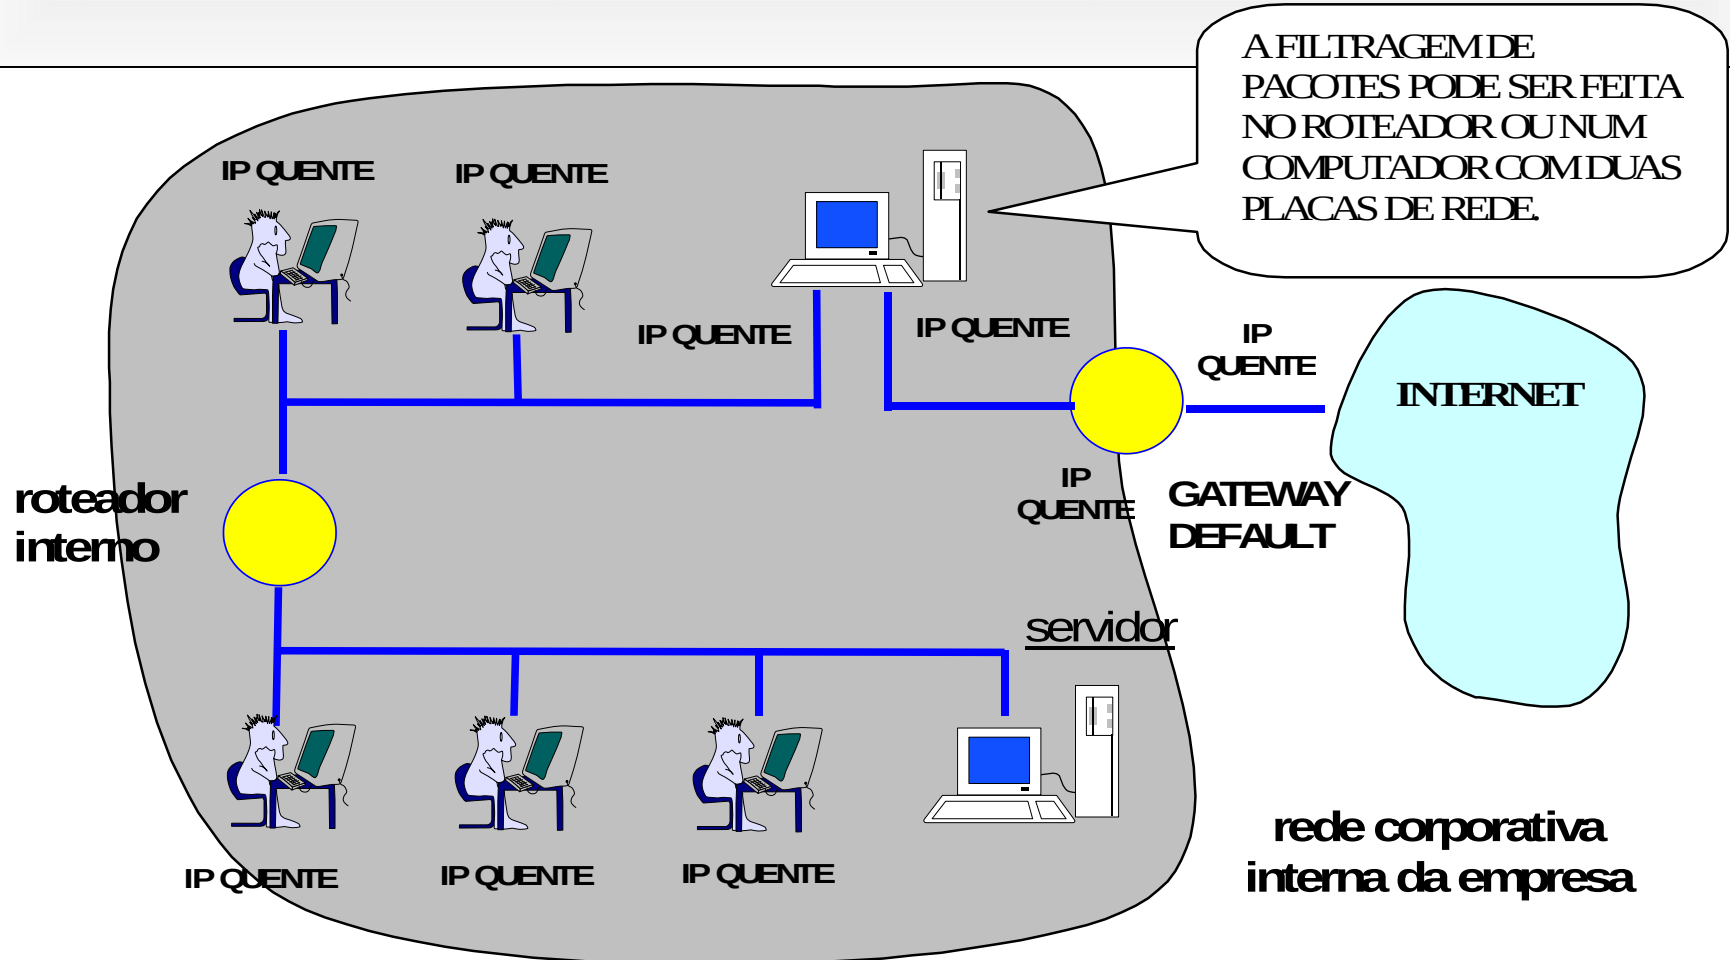 A FILTRAGEM DE
PACOTES PODE SER FEITA
NO ROTEADOR OU NUM
COMPUTADOR COM DUAS
PLACAS DE REDE.
IP QUENTE
IP QUENTE
IP QUENTE
IP QUENTE
IP
QUENTE
INTERNET
IP
QUENTE
GATEWAY
DEFAULT
roteador
interno
servidor
IP QUENTE
IP QUENTE
IP QUENTE
rede corporativa
interna da empresa